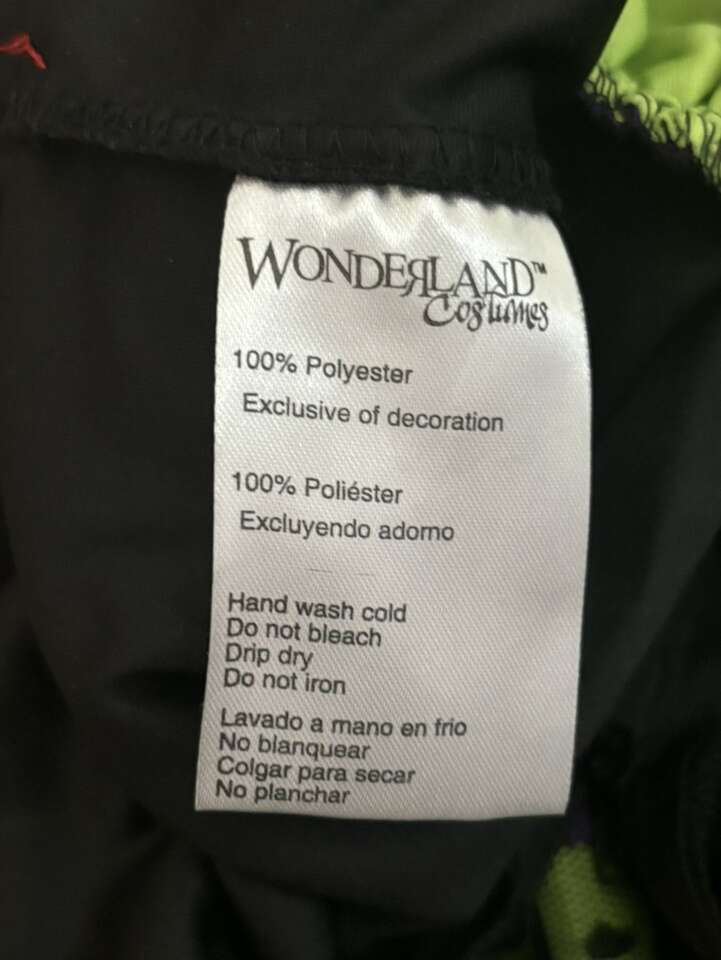 WONDERLAND™
Costumes
100% Polyester
Exclusive of decoration
100% Poliéster
Excluyendo adorno
Hand wash cold
Do not bleach
Drip dry
Do not iron
Lavado a mano en frio
No blanquear
Colgar para secar
No planchar